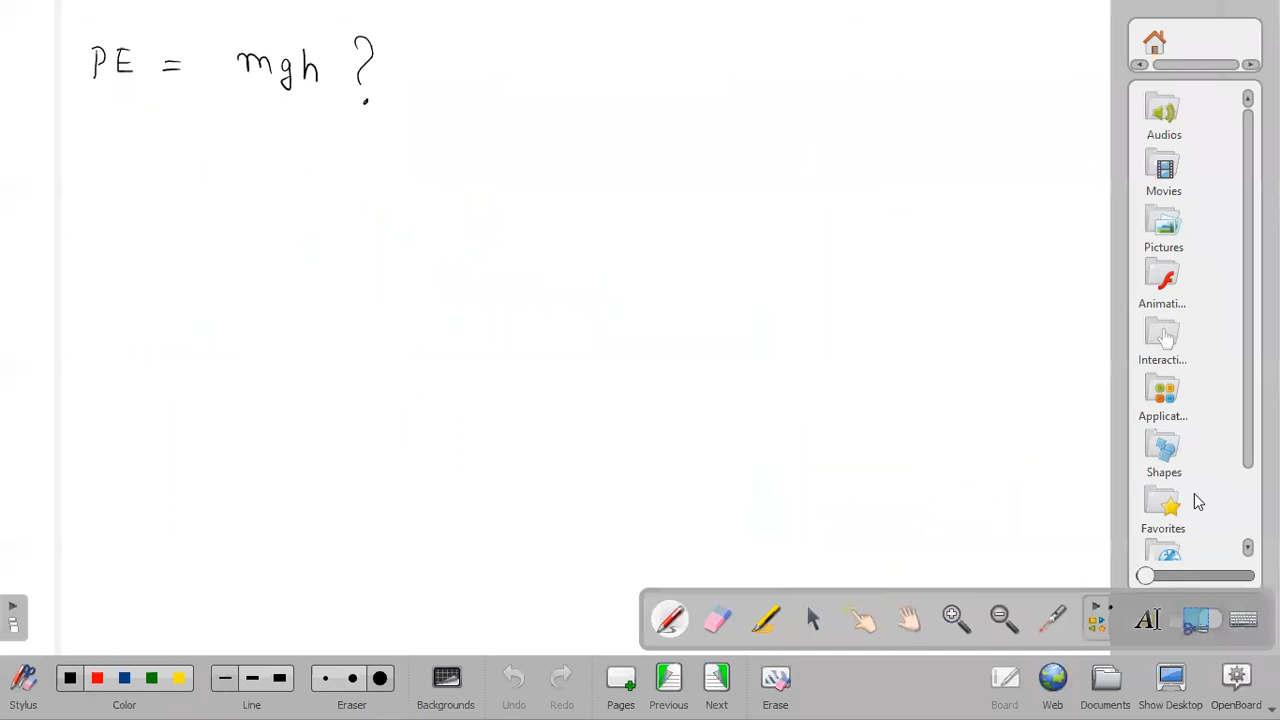 PE = mgh ?
Audios
Movies
Pictures
Animati...
Interacti...
Applicat...
Shapes
Favorites
AI
Stylus Color Line Eraser Backgrounds Undo Redo Pages Previous Next Erase Board Web Documents Show Desktop OpenBoard